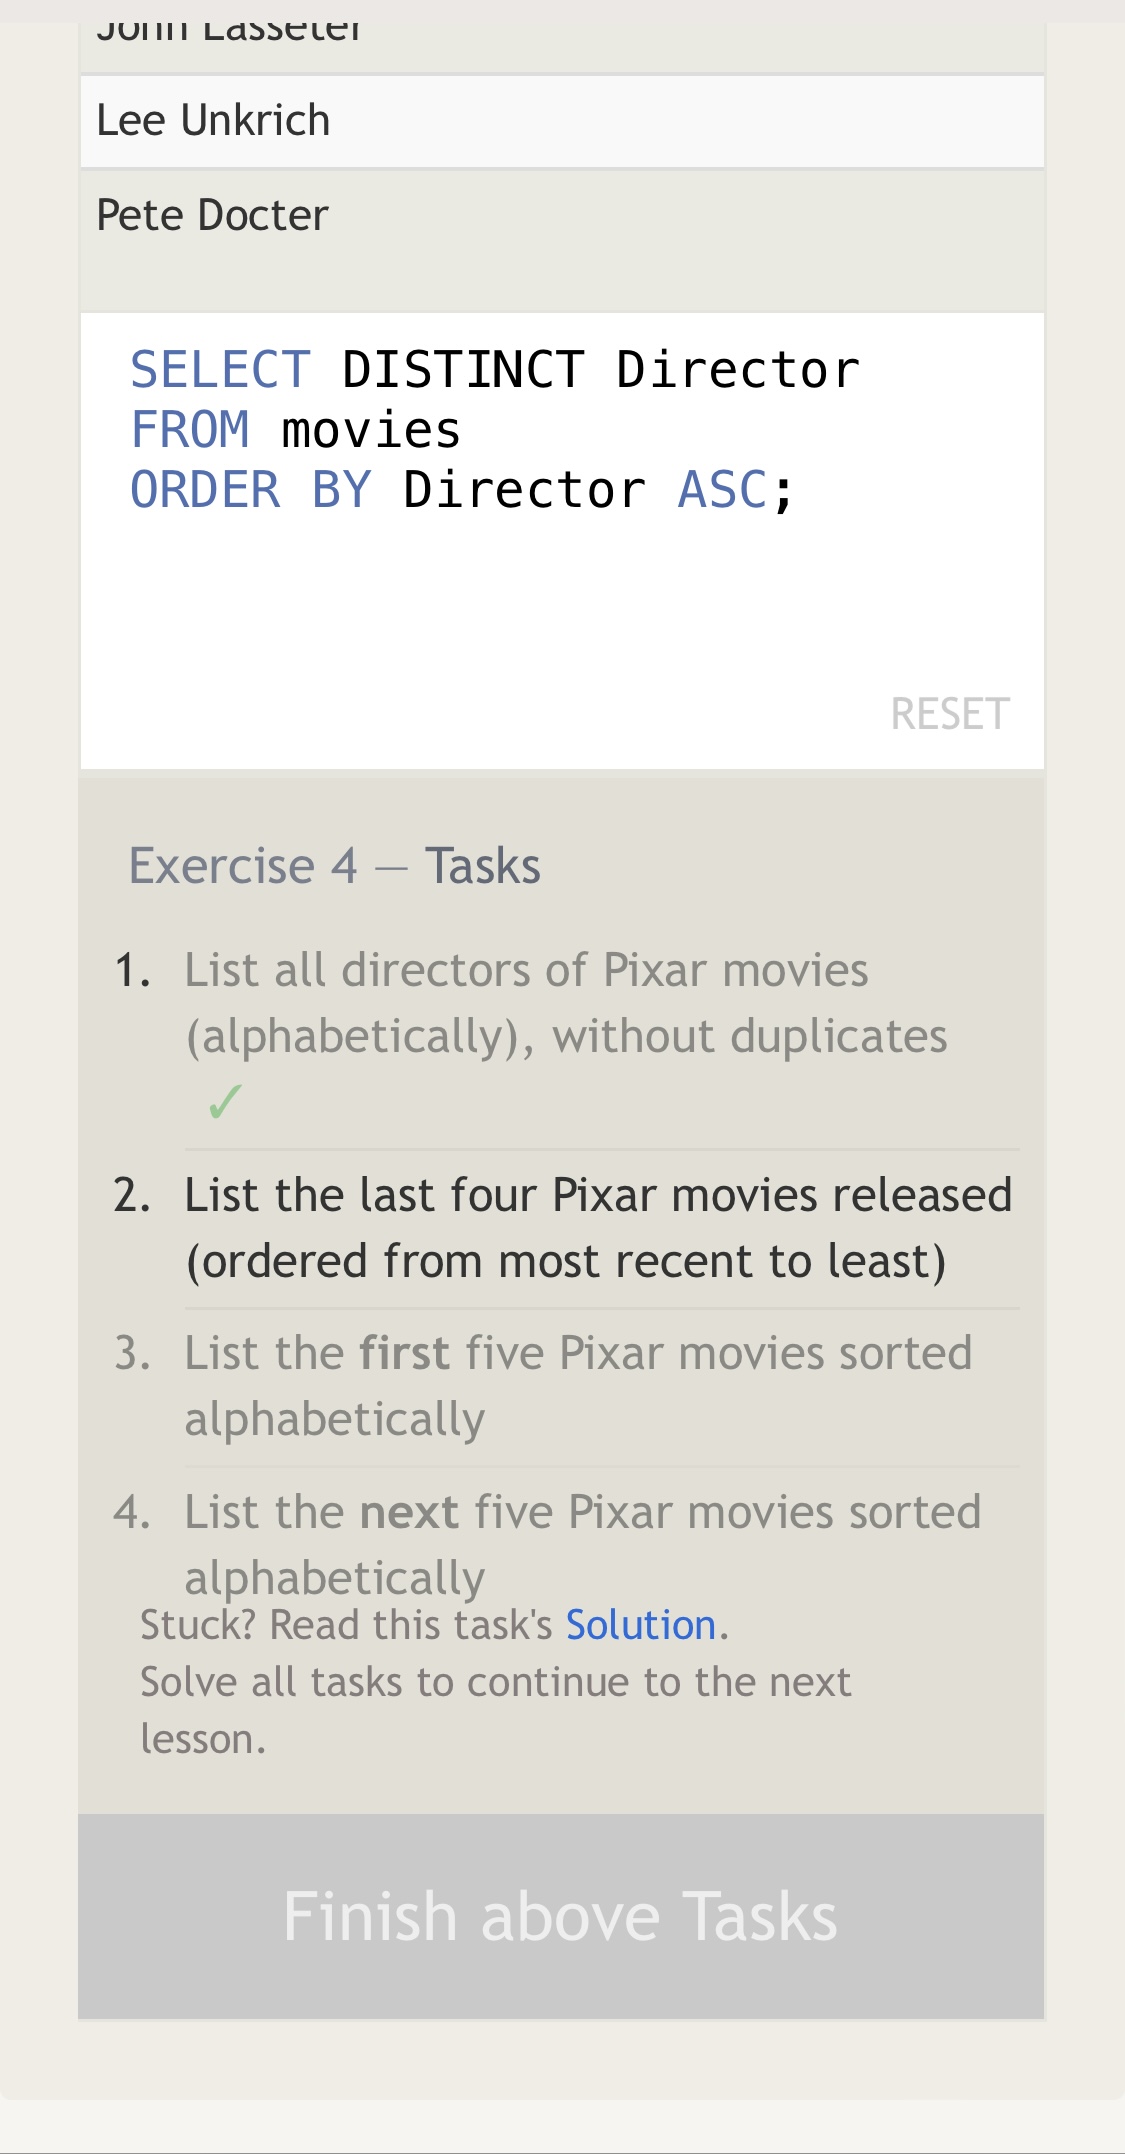 John Lasseter
Lee Unkrich
Pete Docter
SELECT DISTINCT Director
FROM movies
ORDER BY Director ASC;
RESET
Exercise 4 — Tasks
1. List all directors of Pixar movies
(alphabetically), without duplicates
✓
2. List the last four Pixar movies released
(ordered from most recent to least)
3. List the first five Pixar movies sorted
alphabetically
4. List the next five Pixar movies sorted
alphabetically
Stuck? Read this task's Solution.
Solve all tasks to continue to the next
lesson.
Finish above Tasks